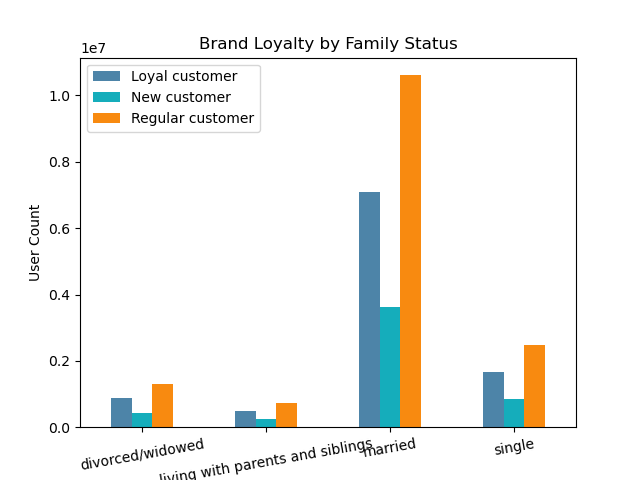 Brand Loyalty by Family Status
1e7
Loyal customer
New customer
Regular customer
1.0
0.8
0.6
0.4
0.2
0.0
User Count
divorced/widowed
living with parents and siblings
married
single